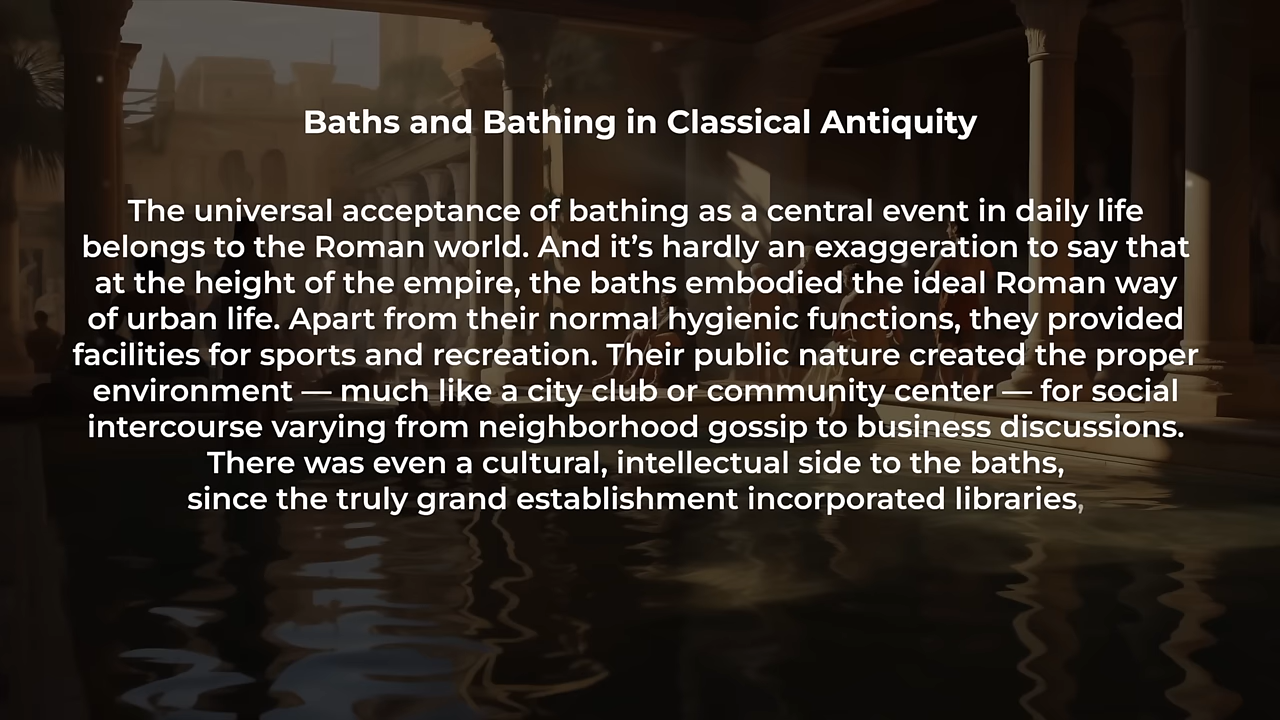 Baths and Bathing in Classical Antiquity
The universal acceptance of bathing as a central event in daily life
belongs to the Roman world. And it’s hardly an exaggeration to say that
at the height of the empire, the baths embodied the ideal Roman way
of urban life. Apart from their normal hygienic functions, they provided
facilities for sports and recreation. Their public nature created the proper
environment — much like a city club or community center — for social
intercourse varying from neighborhood gossip to business discussions.
There was even a cultural, intellectual side to the baths,
since the truly grand establishment incorporated libraries,